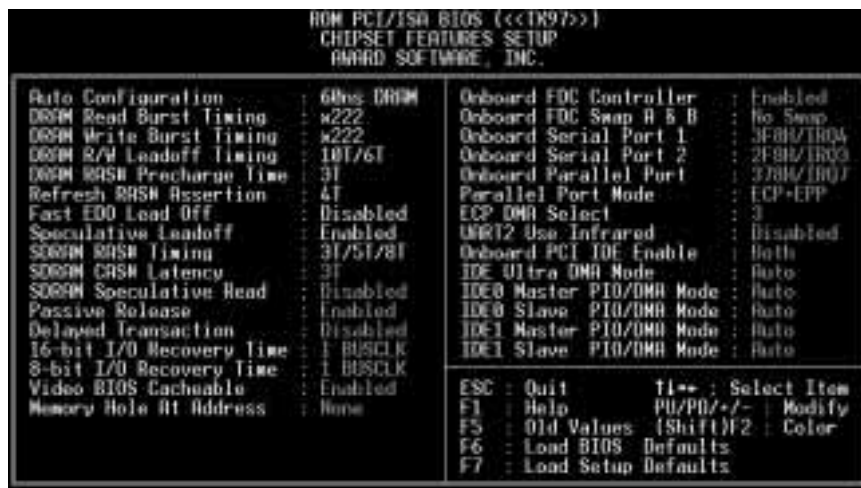 ROM PCI/ISA BIOS (<<TX97>>)
CHIPSET FEATURES SETUP
AWARD SOFTWARE, INC.
Auto Configuration : 60ns DRAM
DRAM Read Burst Timing : x222
DRAM Write Burst Timing : x222
DRAM R/W Leadoff Timing : 10T/6T
DRAM RAS# Precharge Time : 3T
Refresh RAS# Assertion : 4T
Fast EDO Lead Off : Disabled
Speculative Leadoff : Enabled
SDRAM RAS# Timing : 3T/5T/8T
SDRAM CAS# Latency : 3T
SDRAM Speculative Read : Disabled
Passive Release : Enabled
Delayed Transaction : Disabled
16-bit I/O Recovery Time : 1 BUSCLK
8-bit I/O Recovery Time : 1 BUSCLK
Video BIOS Cacheable : Enabled
Memory Hole At Address : None
Onboard FDC Controller : Enabled
Onboard FDC Swap A & B : No Swap
Onboard Serial Port 1 : 3F8H/IRQ4
Onboard Serial Port 2 : 2F8H/IRQ3
Onboard Parallel Port : 378H/IRQ7
Parallel Port Mode : ECP+EPP
ECP DMA Select : 3
UART2 Use Infrared : Disabled
Onboard PCI IDE Enable : Both
IDE Ultra DMA Mode : Auto
IDE0 Master PIO/DMA Mode : Auto
IDE0 Slave PIO/DMA Mode : Auto
IDE1 Master PIO/DMA Mode : Auto
IDE1 Slave PIO/DMA Mode : Auto
ESC : Quit ↑↓→← : Select Item
F1 : Help PU/PD/+/- : Modify
F5 : Old Values (Shift)F2 : Color
F6 : Load BIOS Defaults
F7 : Load Setup Defaults